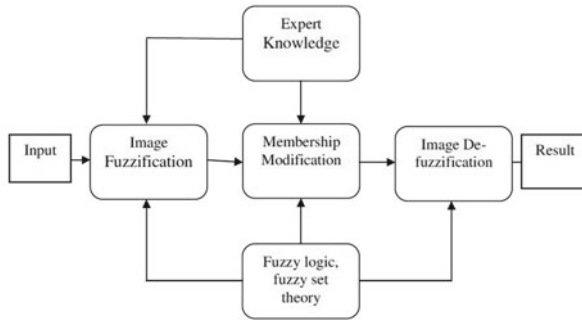 Expert
Knowledge
Input
Image
Fuzzification
Membership
Modification
Image De-
fuzzification
Result
Fuzzy logic,
fuzzy set
theory